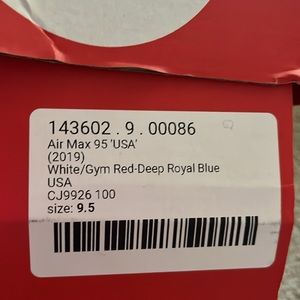 143602 . 9 . 00086
Air Max 95 'USA'
(2019)
White/Gym Red-Deep Royal Blue
USA
CJ9926 100
size: 9.5